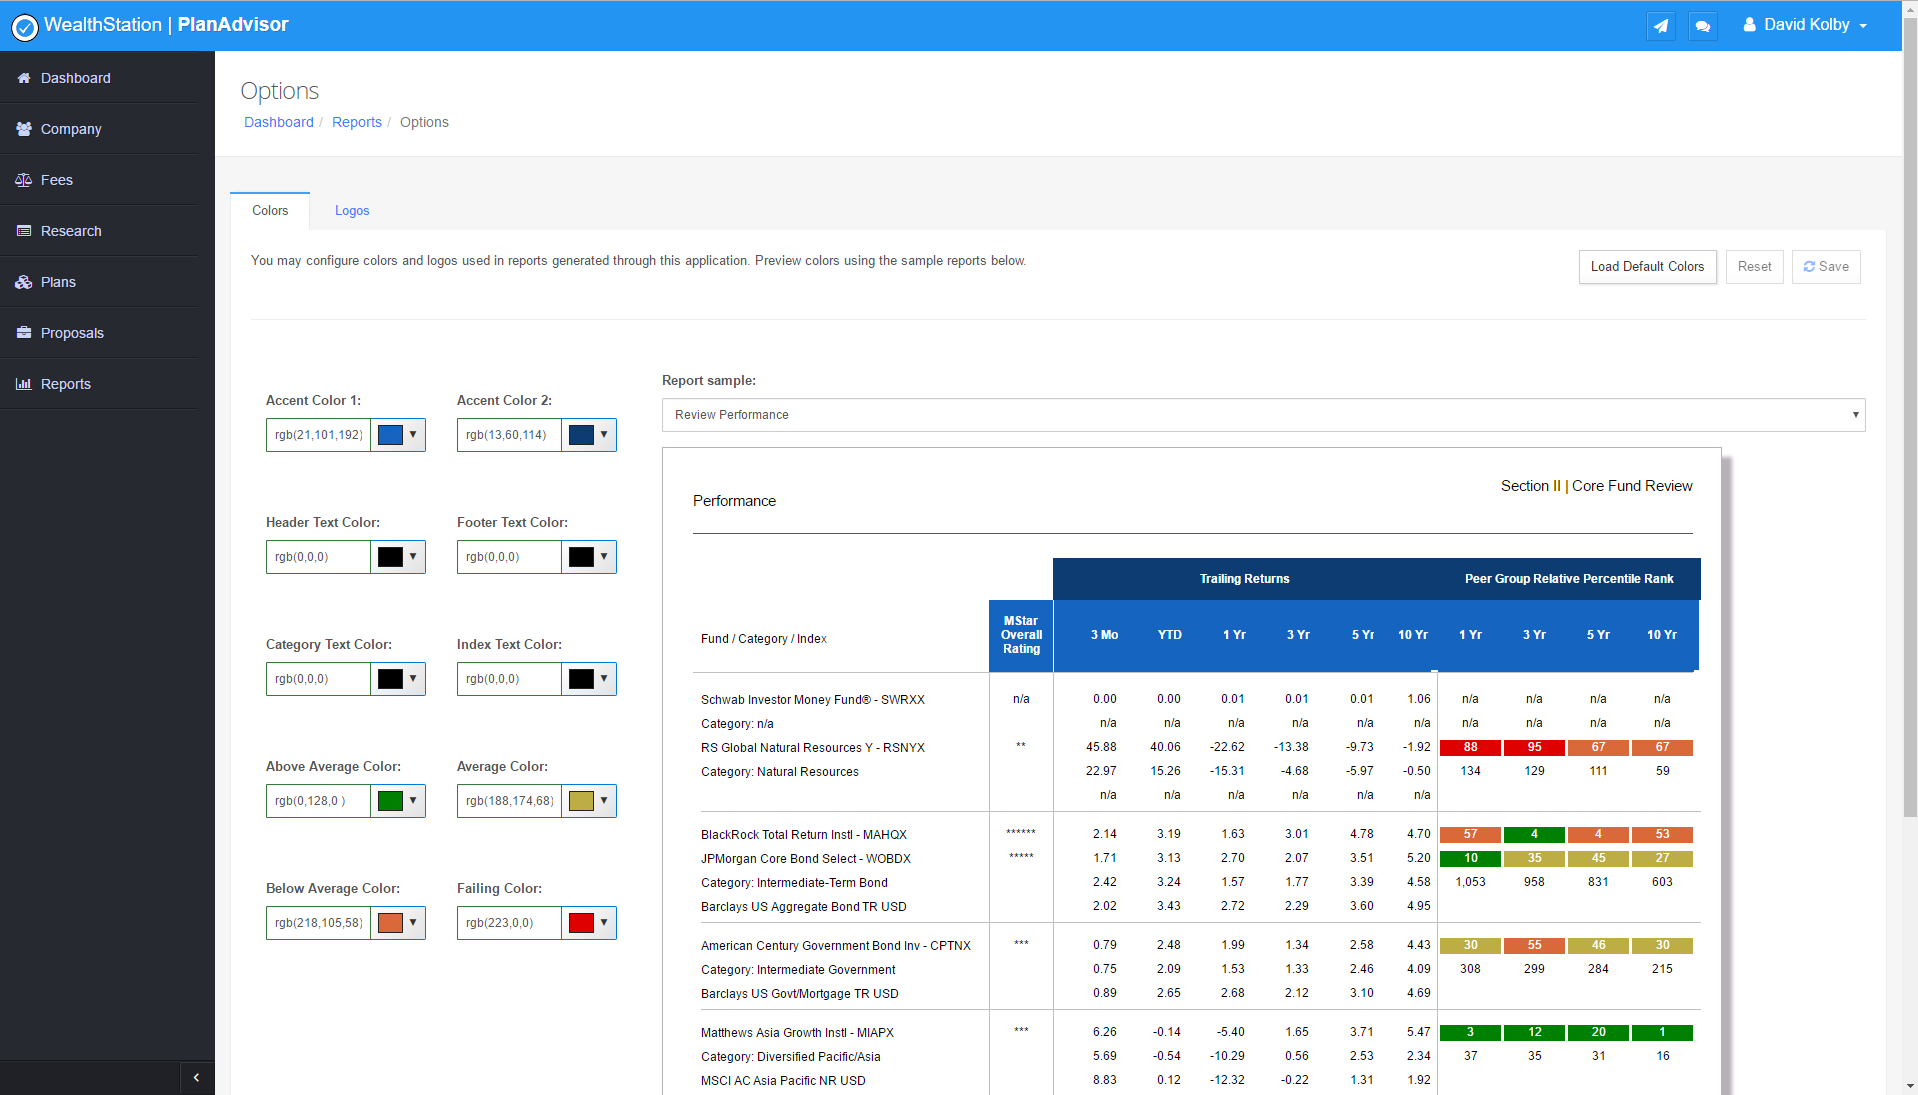 WealthStation | PlanAdvisor
David Kolby
Dashboard
Company
Fees
Research
Plans
Proposals
Reports
Options
Dashboard / Reports / Options
Colors Logos
You may configure colors and logos used in reports generated through this application. Preview colors using the sample reports below.
Load Default Colors Reset Save
Accent Color 1: Accent Color 2:
rgb(21,101,192) rgb(13,60,114)
Header Text Color: Footer Text Color:
rgb(0,0,0) rgb(0,0,0)
Category Text Color: Index Text Color:
rgb(0,0,0) rgb(0,0,0)
Above Average Color: Average Color:
rgb(0,128,0 ) rgb(188,174,68)
Below Average Color: Failing Color:
rgb(218,105,58) rgb(223,0,0)
Report sample:
Review Performance
Section II | Core Fund Review
Performance
Trailing Returns Peer Group Relative Percentile Rank
Fund / Category / Index MStar Overall Rating 3 Mo YTD 1 Yr 3 Yr 5 Yr 10 Yr 1 Yr 3 Yr 5 Yr 10 Yr
Schwab Investor Money Fund® - SWRXX n/a 0.00 0.00 0.01 0.01 0.01 1.06 n/a n/a n/a n/a
Category: n/a n/a n/a n/a n/a n/a n/a n/a n/a n/a n/a
RS Global Natural Resources Y - RSNYX ** 45.88 40.06 -22.62 -13.38 -9.73 -1.92 88 95 67 67
Category: Natural Resources 22.97 15.26 -15.31 -4.68 -5.97 -0.50 134 129 111 59
n/a n/a n/a n/a n/a n/a
BlackRock Total Return Instl - MAHQX ****** 2.14 3.19 1.63 3.01 4.78 4.70 57 4 4 53
JPMorgan Core Bond Select - WOBDX ***** 1.71 3.13 2.70 2.07 3.51 5.20 10 35 45 27
Category: Intermediate-Term Bond 2.42 3.24 1.57 1.77 3.39 4.58 1,053 958 831 603
Barclays US Aggregate Bond TR USD 2.02 3.43 2.72 2.29 3.60 4.95
American Century Government Bond Inv - CPTNX *** 0.79 2.48 1.99 1.34 2.58 4.43 30 55 46 30
Category: Intermediate Government 0.75 2.09 1.53 1.33 2.46 4.09 308 299 284 215
Barclays US Govt/Mortgage TR USD 0.89 2.65 2.68 2.12 3.10 4.69
Matthews Asia Growth Instl - MIAPX *** 6.26 -0.14 -5.40 1.65 3.71 5.47 3 12 20 1
Category: Diversified Pacific/Asia 5.69 -0.54 -10.29 0.56 2.53 2.34 37 35 31 16
MSCI AC Asia Pacific NR USD 8.83 0.12 -12.32 -0.22 1.31 1.92